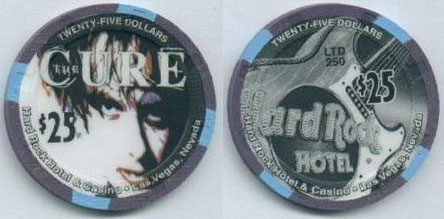 TWENTY-FIVE DOLLARS
THE CURE
$25
Hard Rock Hotel & Casino • Las Vegas, Nevada
TWENTY-FIVE DOLLARS
LTD
250
$25
Hard Rock
HOTEL
Hard Rock Hotel & Casino • Las Vegas, Nevada